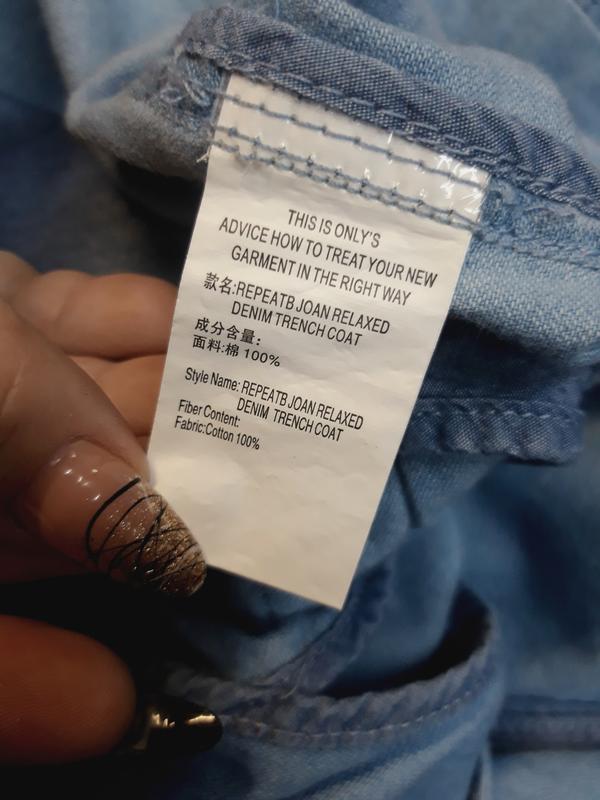 THIS IS ONLY'S
ADVICE HOW TO TREAT YOUR NEW
GARMENT IN THE RIGHT WAY
款名:REPEATB JOAN RELAXED
DENIM TRENCH COAT
成分含量:
面料:棉 100%
Style Name: REPEATB JOAN RELAXED
DENIM TRENCH COAT
Fiber Content:
Fabric:Cotton 100%